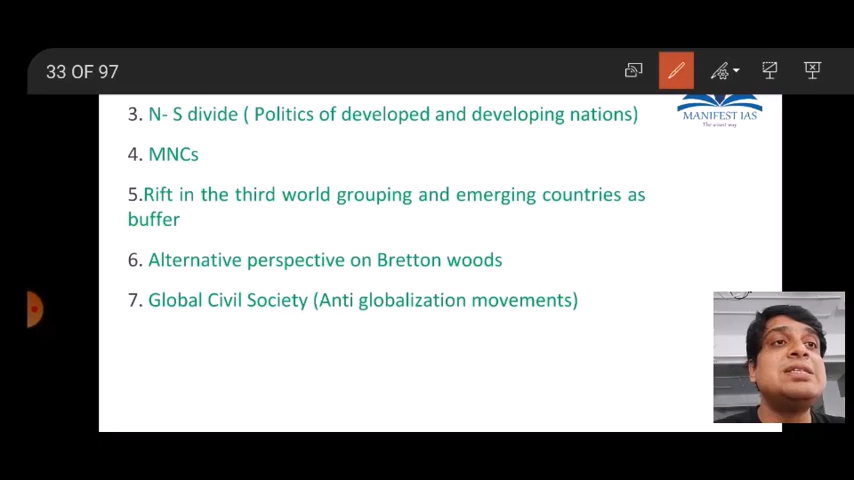 33 OF 97
3. N- S divide ( Politics of developed and developing nations)
MANIFEST IAS
4. MNCs
5.Rift in the third world grouping and emerging countries as
buffer
6. Alternative perspective on Bretton woods
7. Global Civil Society (Anti globalization movements)